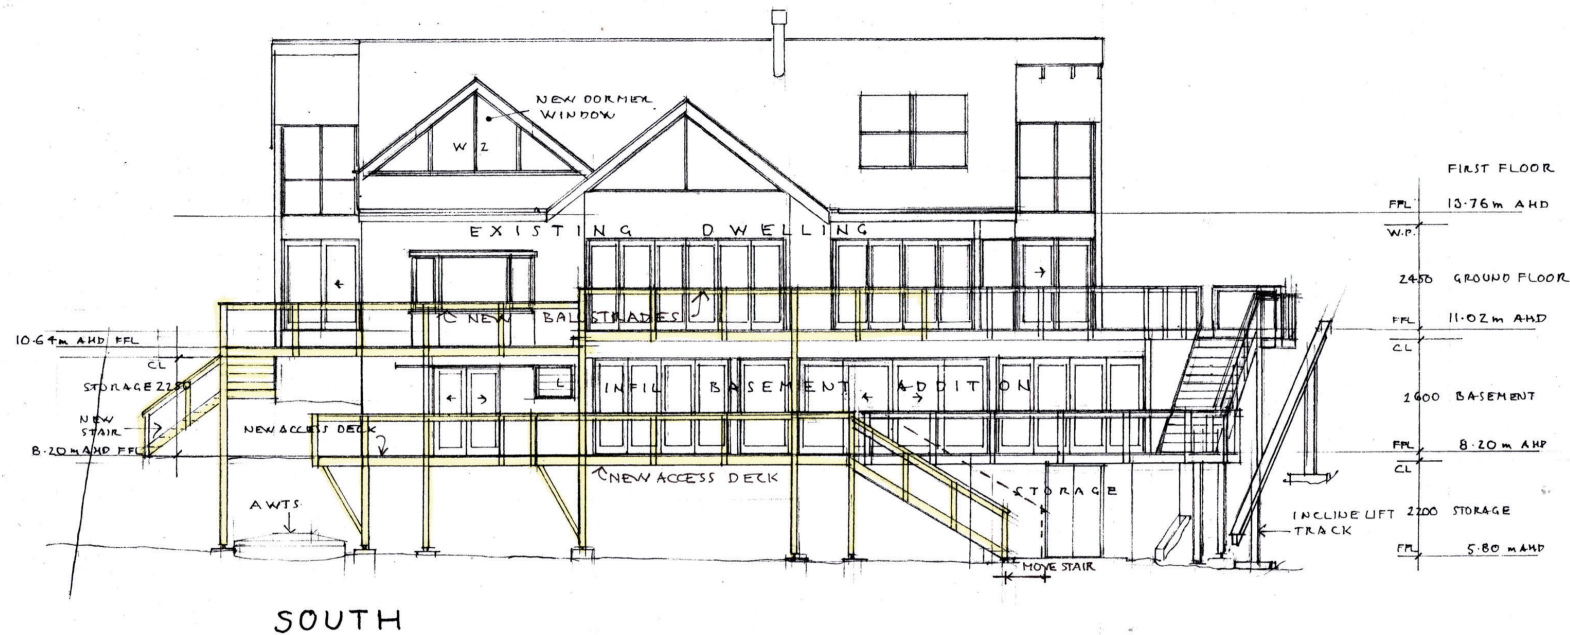 NEW DORMER
WINDOW
W 2
FIRST FLOOR
FFL 13.76m AHD
W.P.
EXISTING DWELLING
2450 GROUND FLOOR
NEW BALUSTRADES
FFL 11.02m AHD
10.64m AHD FFL
CL
CL
STORAGE 2250
L
INFIL BASEMENT ADDITION
2600 BASEMENT
NEW
STAIR
NEW ACCESS DECK
8.20m AHD FFL
FFL 8.20m AHD
CL
NEW ACCESS DECK
STORAGE
AWTS
INCLINE LIFT
TRACK
2200 STORAGE
FFL 5.80 m AHD
MOVE STAIR
SOUTH